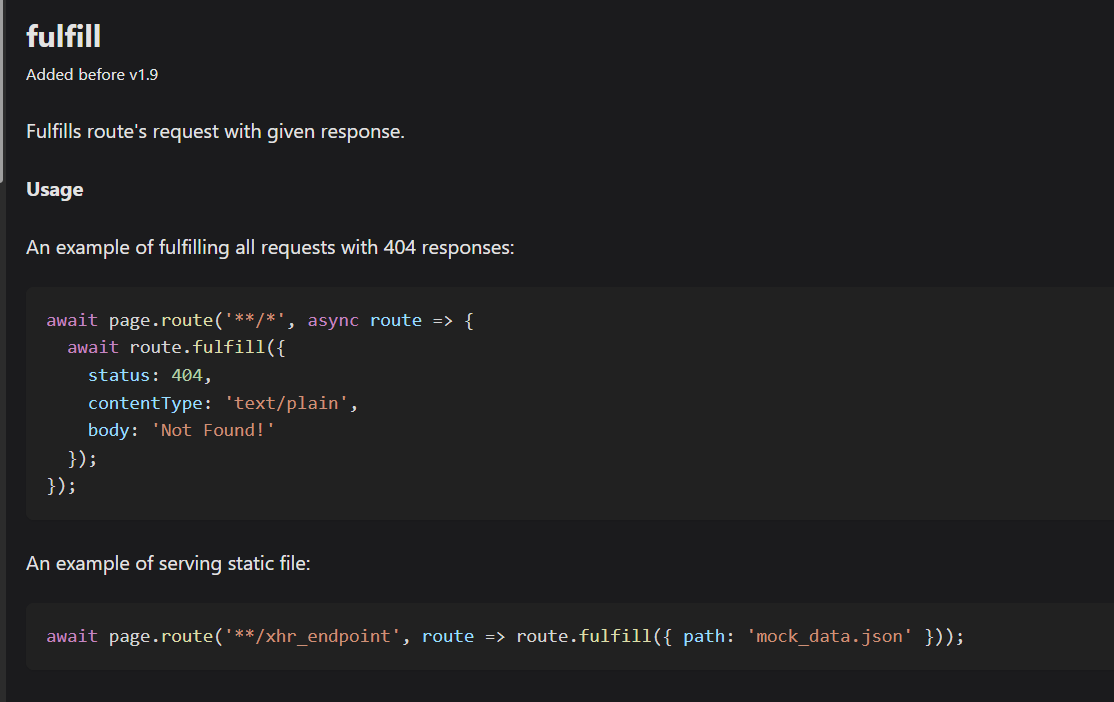 fulfill
Added before v1.9
Fulfills route's request with given response.
Usage
An example of fulfilling all requests with 404 responses:
await page.route('**/*', async route => {
  await route.fulfill({
    status: 404,
    contentType: 'text/plain',
    body: 'Not Found!'
  });
});
An example of serving static file:
await page.route('**/xhr_endpoint', route => route.fulfill({ path: 'mock_data.json' }));